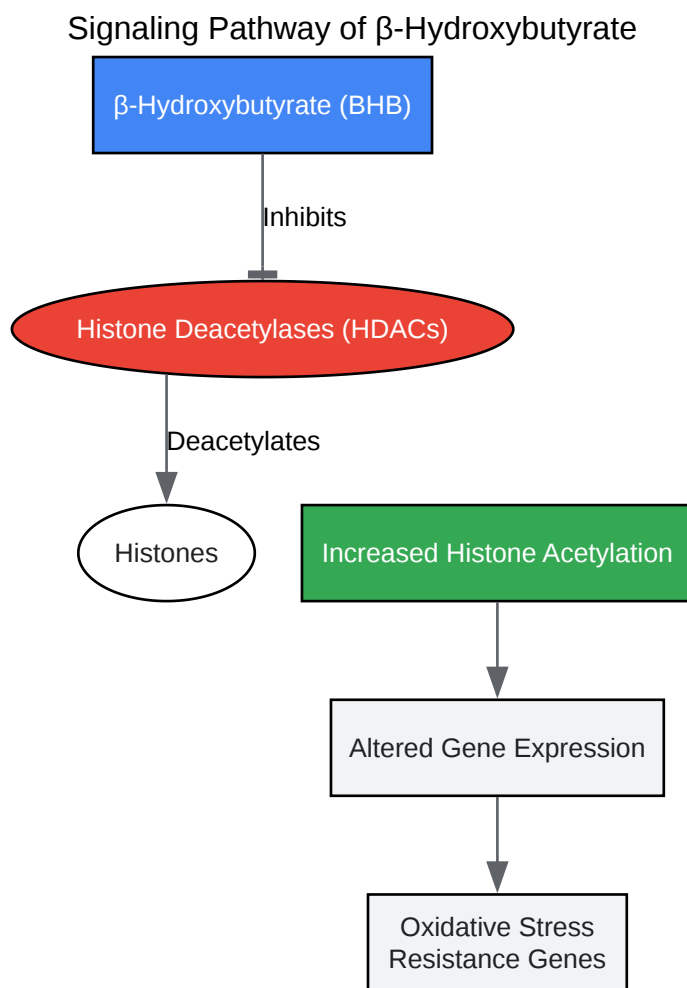 Signaling Pathway of β-Hydroxybutyrate
β-Hydroxybutyrate (BHB)
Inhibits
Histone Deacetylases (HDACs)
Deacetylates
Histones
Increased Histone Acetylation
Altered Gene Expression
Oxidative Stress
Resistance Genes